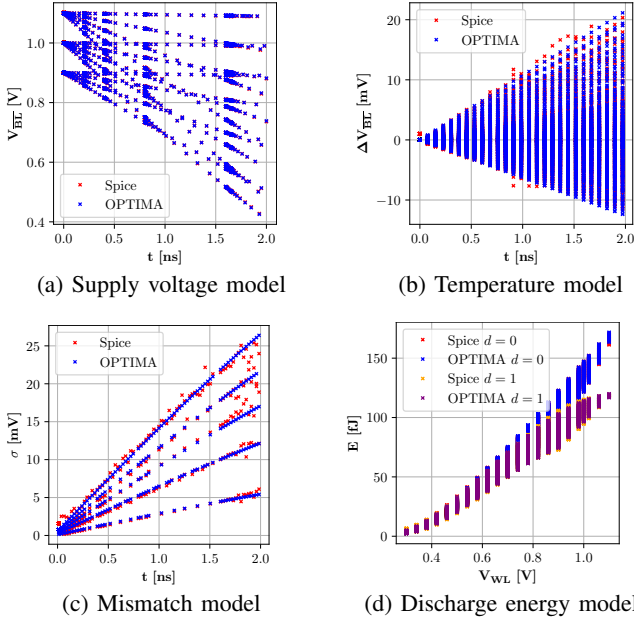 1.0
0.8
0.6
0.4
V_BL [V]
Spice
OPTIMA
0.0 0.5 1.0 1.5 2.0
t [ns]
(a) Supply voltage model
20
10
0
−10
ΔV_BL [mV]
Spice
OPTIMA
0.0 0.5 1.0 1.5 2.0
t [ns]
(b) Temperature model
25
20
15
10
5
0
σ [mV]
Spice
OPTIMA
0.0 0.5 1.0 1.5 2.0
t [ns]
(c) Mismatch model
150
100
50
0
E [fJ]
Spice d = 0
OPTIMA d = 0
Spice d = 1
OPTIMA d = 1
0.4 0.6 0.8 1.0
V_WL [V]
(d) Discharge energy model